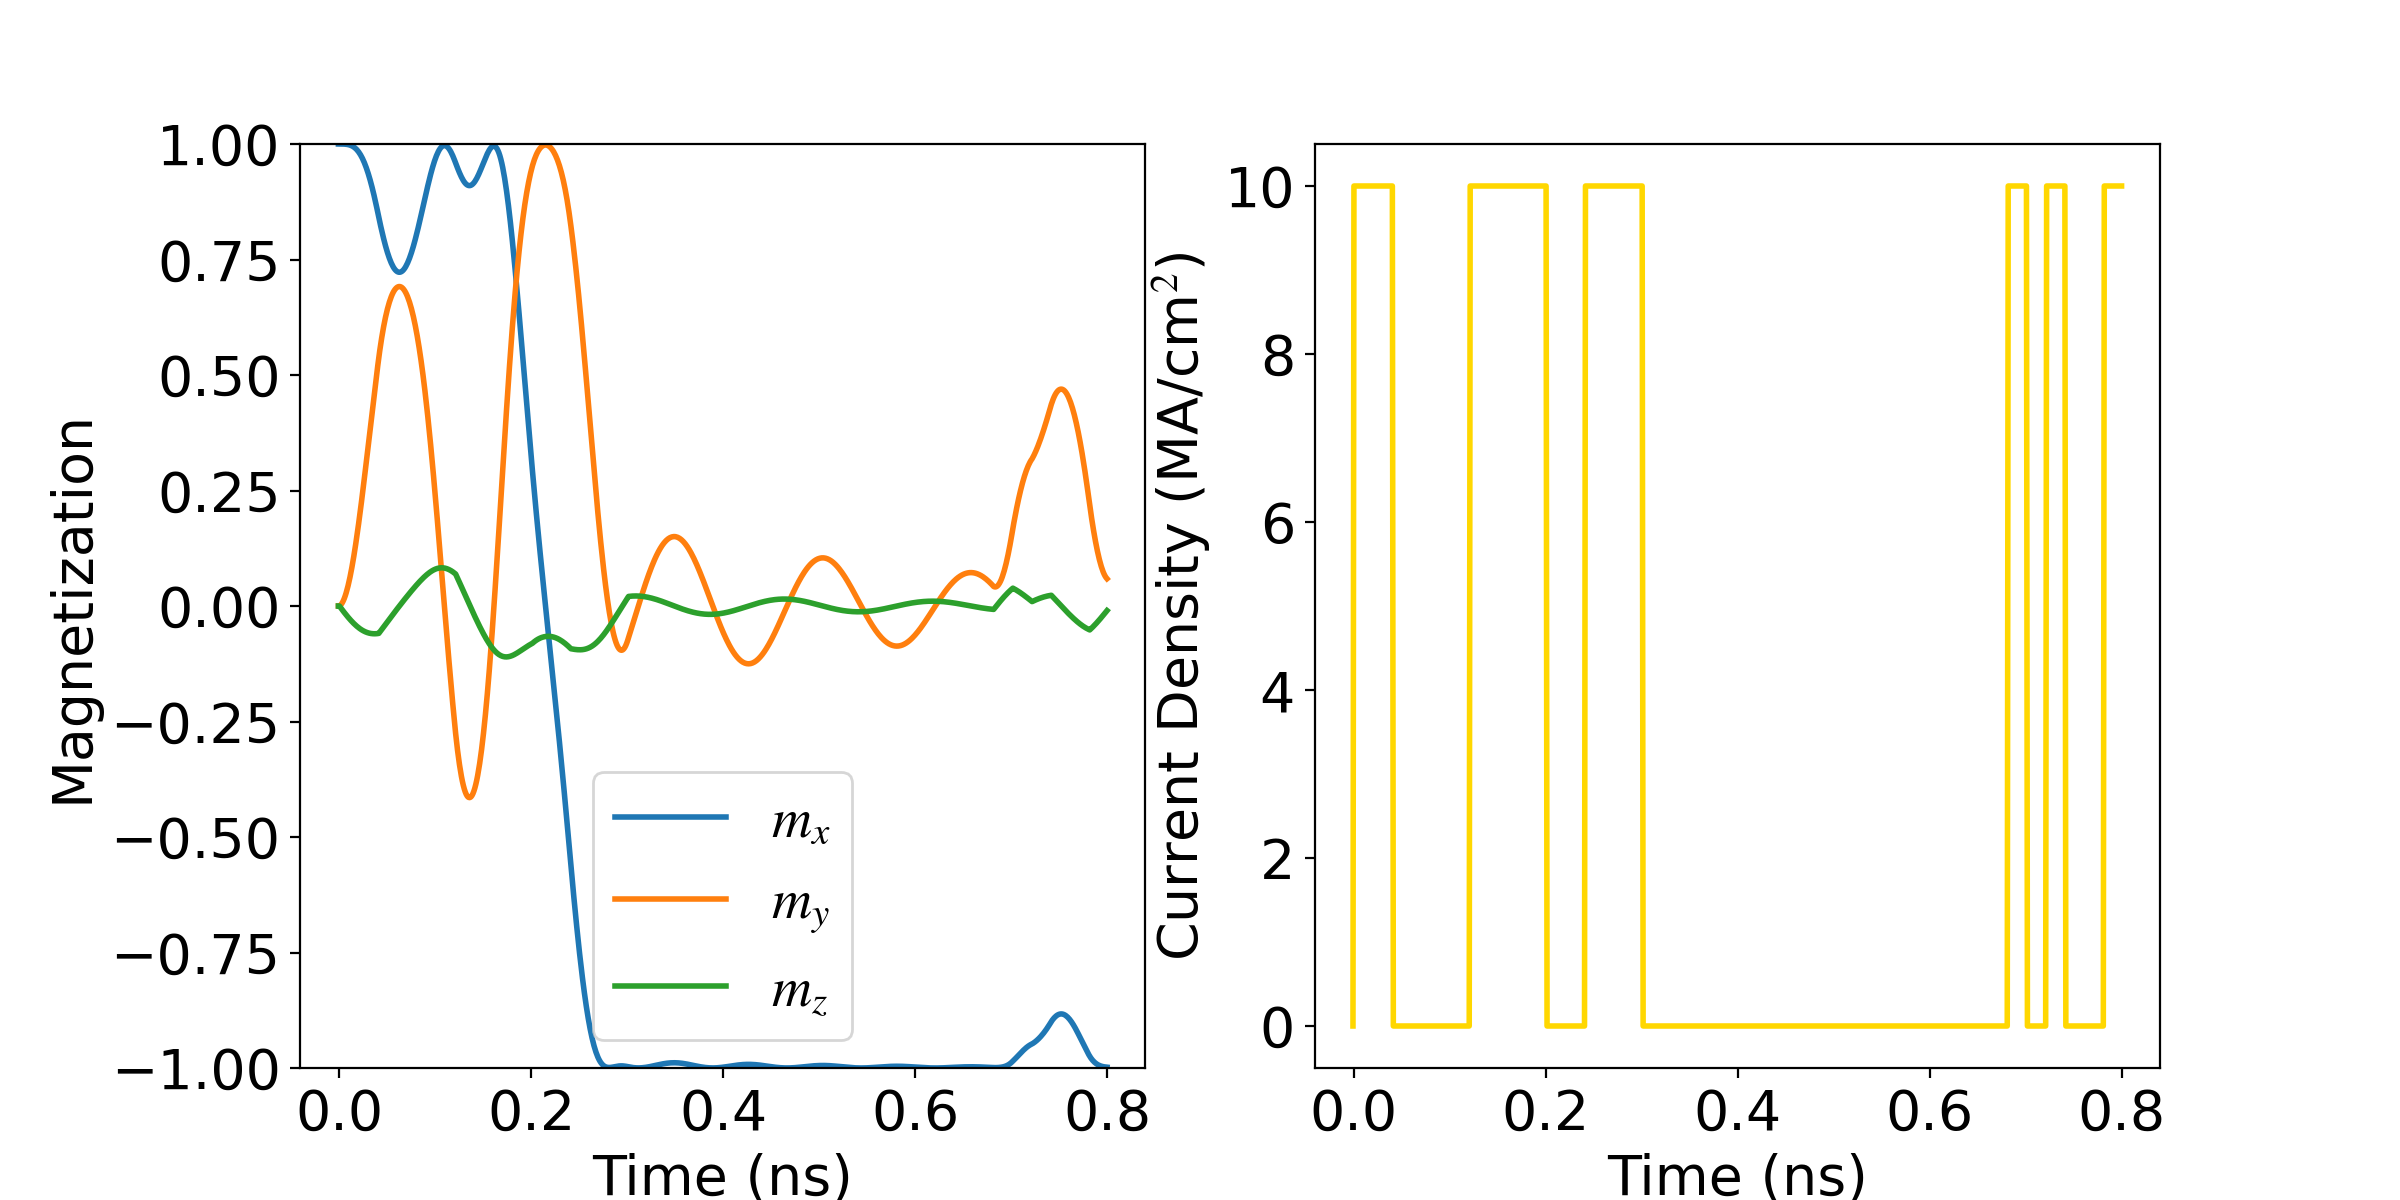 1.00
0.75
0.50
0.25
0.00
−0.25
−0.50
−0.75
−1.00
Magnetization
0.0 0.2 0.4 0.6 0.8
Time (ns)
m_x
m_y
m_z
10
8
6
4
2
0
Current Density (MA/cm²)
0.0 0.2 0.4 0.6 0.8
Time (ns)